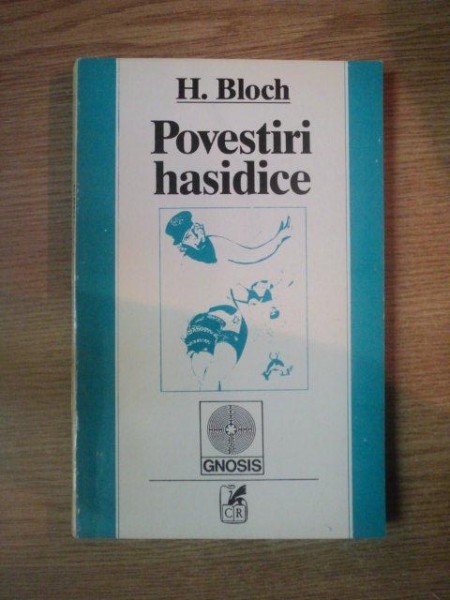 H. Bloch
Povestiri
hasidice
GNOSIS
CR